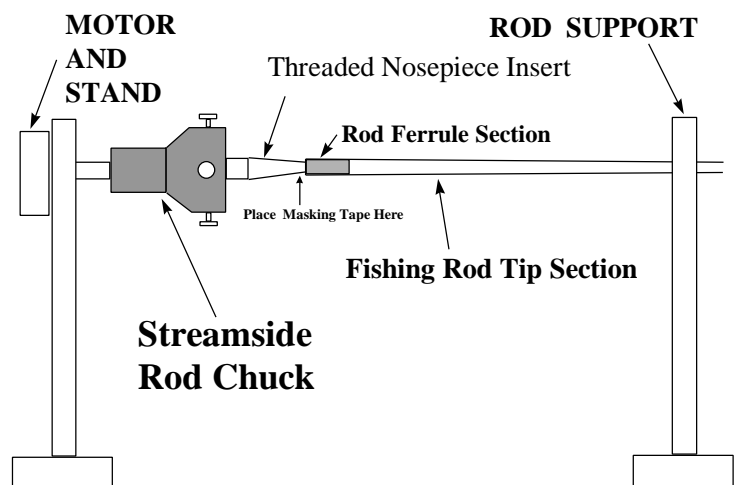 MOTOR
AND
STAND
ROD SUPPORT
Threaded Nosepiece Insert
Rod Ferrule Section
Place Masking Tape Here
Fishing Rod Tip Section
Streamside
Rod Chuck